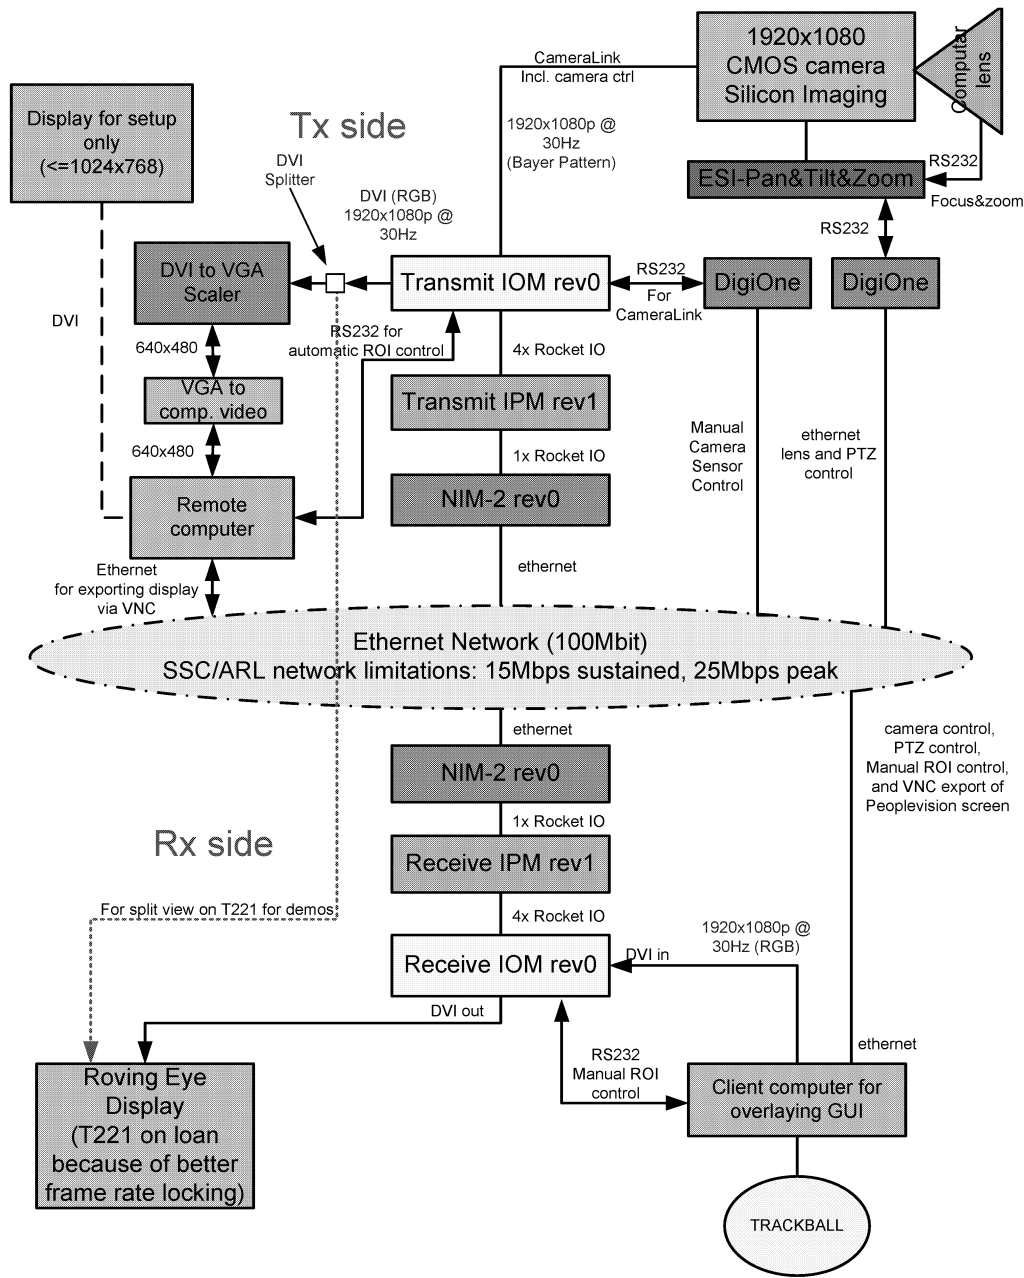 1920x1080
CMOS camera
Silicon Imaging
Computar
lens
CameraLink
Incl. camera ctrl
Display for setup
only
(<=1024x768)
Tx side
1920x1080p @
30Hz
(Bayer Pattern)
DVI
Splitter
RS232
ESI-Pan&Tilt&Zoom
Focus&zoom
DVI (RGB)
1920x1080p @
30Hz
RS232
DVI to VGA
Scaler
Transmit IOM rev0
RS232
For
CameraLink
DigiOne
DigiOne
DVI
RS232 for
automatic ROI control
640x480
4x Rocket IO
VGA to
comp. video
Transmit IPM rev1
640x480
1x Rocket IO
Manual
Camera
Sensor
Control
ethernet
lens and PTZ
control
Remote
computer
NIM-2 rev0
Ethernet
for exporting display
via VNC
ethernet
Ethernet Network (100Mbit)
SSC/ARL network limitations: 15Mbps sustained, 25Mbps peak
ethernet
camera control,
PTZ control,
Manual ROI control,
and VNC export of
Peoplevision screen
NIM-2 rev0
1x Rocket IO
Rx side
Receive IPM rev1
For split view on T221 for demos
4x Rocket IO
1920x1080p @
30Hz (RGB)
Receive IOM rev0
DVI in
DVI out
ethernet
RS232
Manual ROI
control
Roving Eye
Display
(T221 on loan
because of better
frame rate locking)
Client computer for
overlaying GUI
TRACKBALL